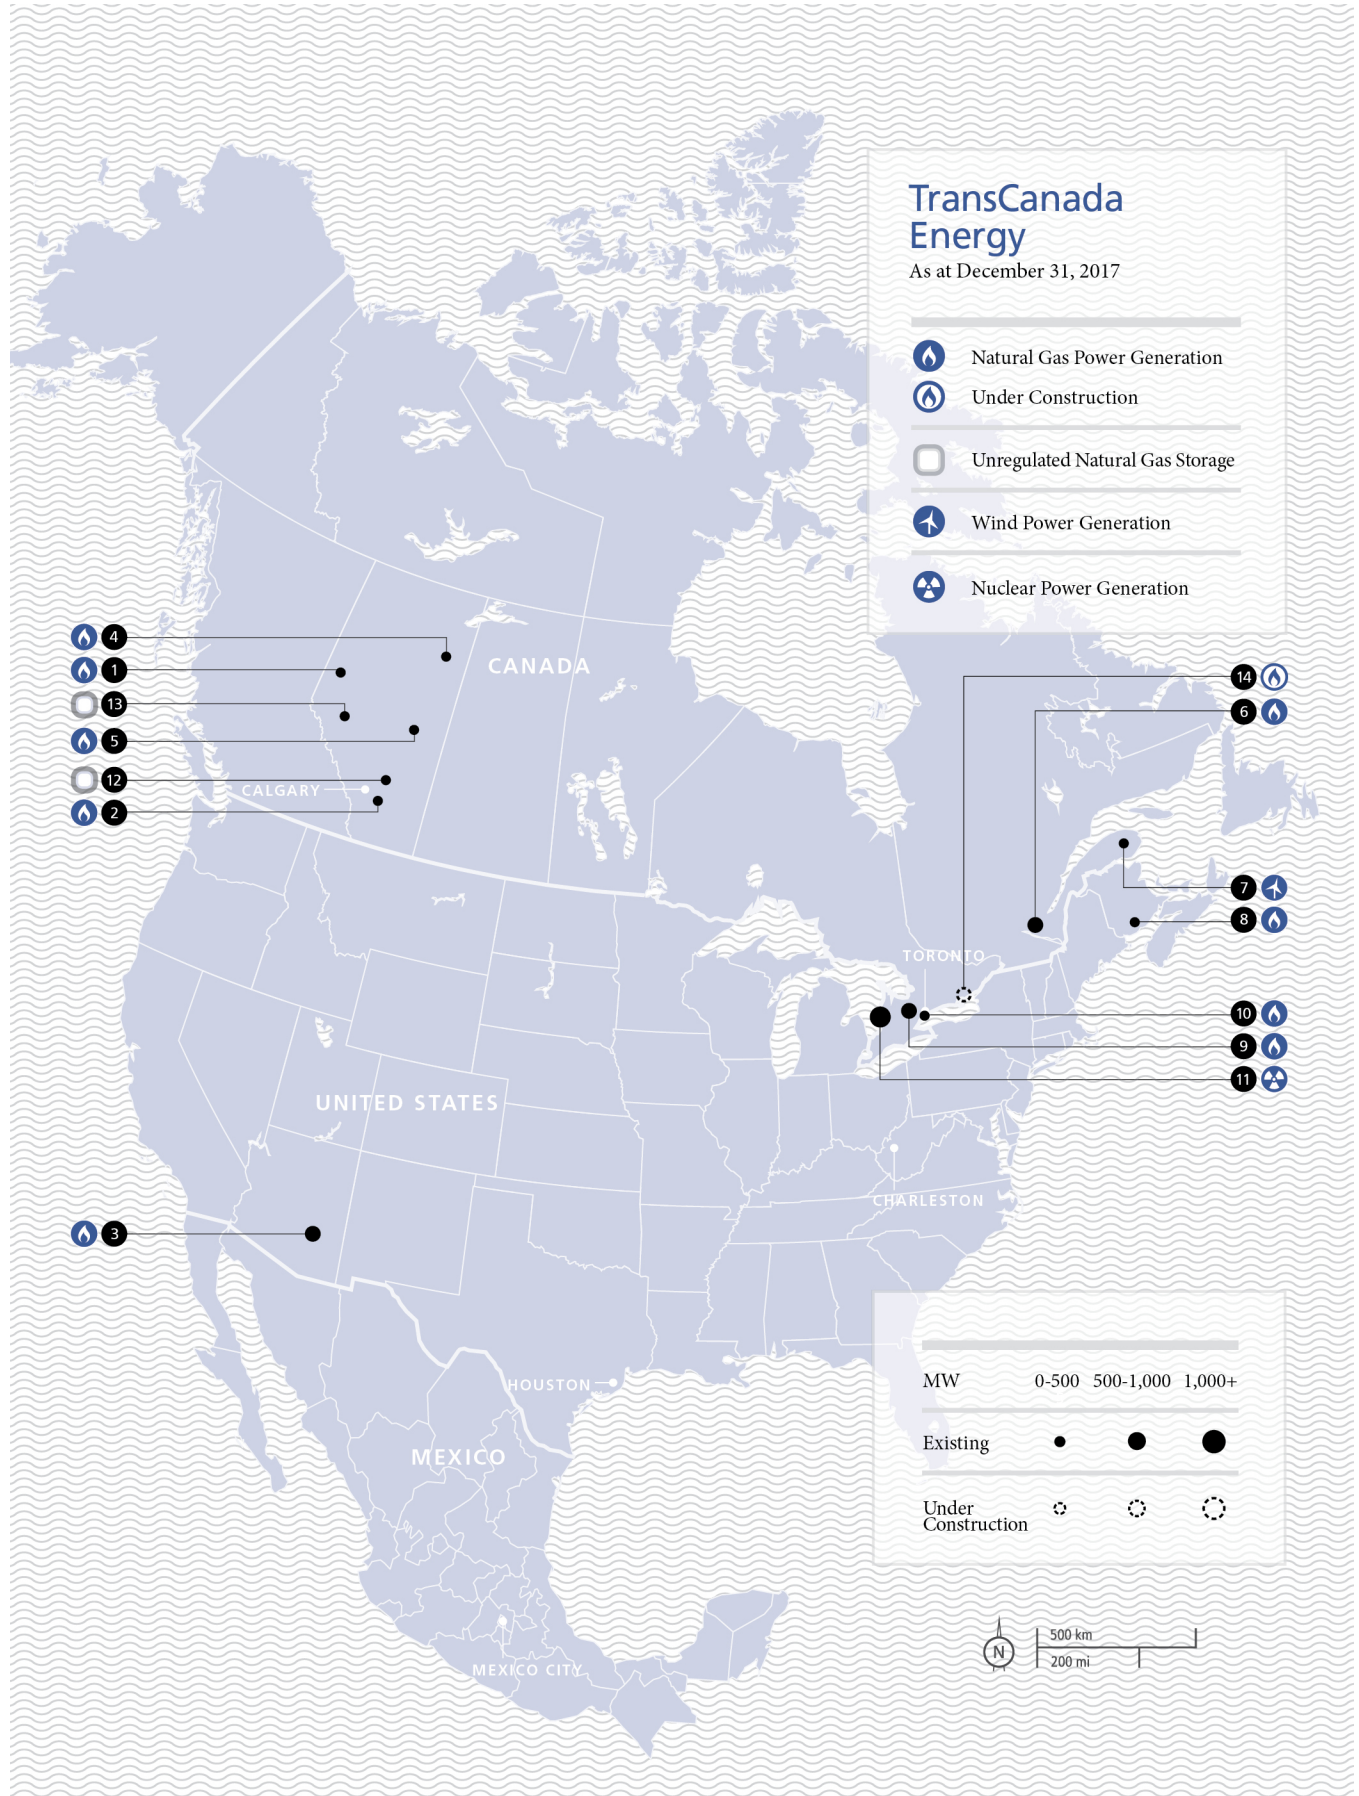 TransCanada
Energy
As at December 31, 2017
Natural Gas Power Generation
Under Construction
Unregulated Natural Gas Storage
Wind Power Generation
Nuclear Power Generation
4
1
13
5
12
2
CALGARY
CANADA
14
6
7
8
TORONTO
10
9
11
UNITED STATES
CHARLESTON
3
HOUSTON
MEXICO
MEXICO CITY
MW 0-500 500-1,000 1,000+
Existing
Under
Construction
N
500 km
200 mi